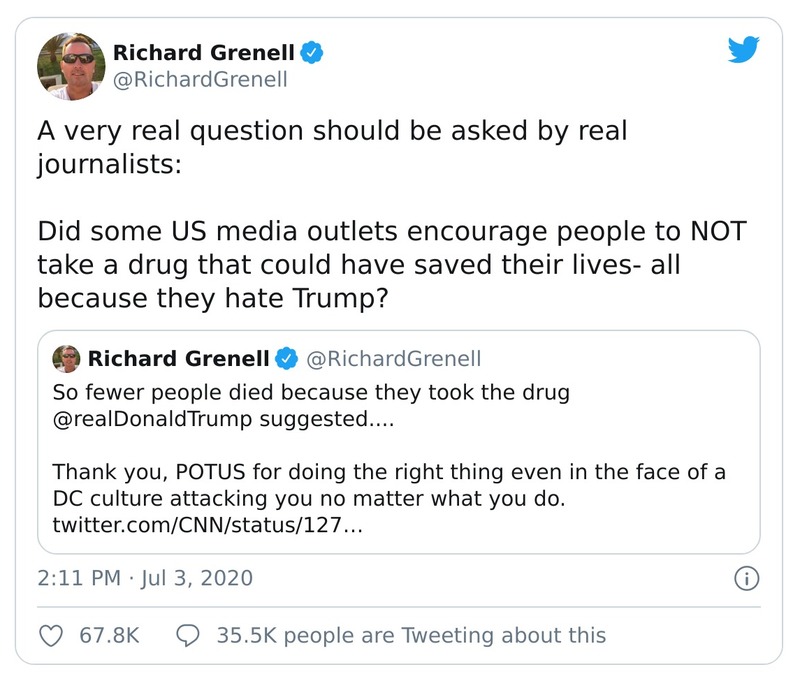 Richard Grenell
@RichardGrenell
A very real question should be asked by real
journalists:
Did some US media outlets encourage people to NOT
take a drug that could have saved their lives- all
because they hate Trump?
Richard Grenell @RichardGrenell
So fewer people died because they took the drug
@realDonaldTrump suggested....
Thank you, POTUS for doing the right thing even in the face of a
DC culture attacking you no matter what you do.
twitter.com/CNN/status/127…
2:11 PM · Jul 3, 2020
67.8K 35.5K people are Tweeting about this